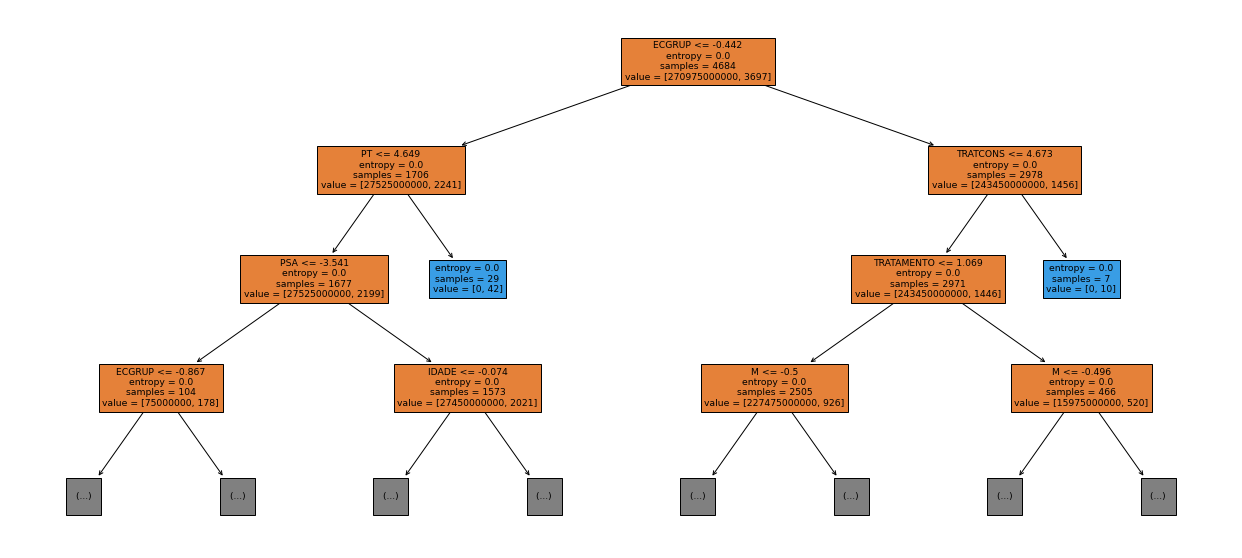 ECGRUP <= -0.442
entropy = 0.0
samples = 4684
value = [270975000000, 3697]
PT <= 4.649
entropy = 0.0
samples = 1706
value = [27525000000, 2241]
TRATCONS <= 4.673
entropy = 0.0
samples = 2978
value = [243450000000, 1456]
PSA <= -3.541
entropy = 0.0
samples = 1677
value = [27525000000, 2199]
entropy = 0.0
samples = 29
value = [0, 42]
TRATAMENTO <= 1.069
entropy = 0.0
samples = 2971
value = [243450000000, 1446]
entropy = 0.0
samples = 7
value = [0, 10]
ECGRUP <= -0.867
entropy = 0.0
samples = 104
value = [75000000, 178]
IDADE <= -0.074
entropy = 0.0
samples = 1573
value = [27450000000, 2021]
M <= -0.5
entropy = 0.0
samples = 2505
value = [227475000000, 926]
M <= -0.496
entropy = 0.0
samples = 466
value = [15975000000, 520]
(...)
(...)
(...)
(...)
(...)
(...)
(...)
(...)